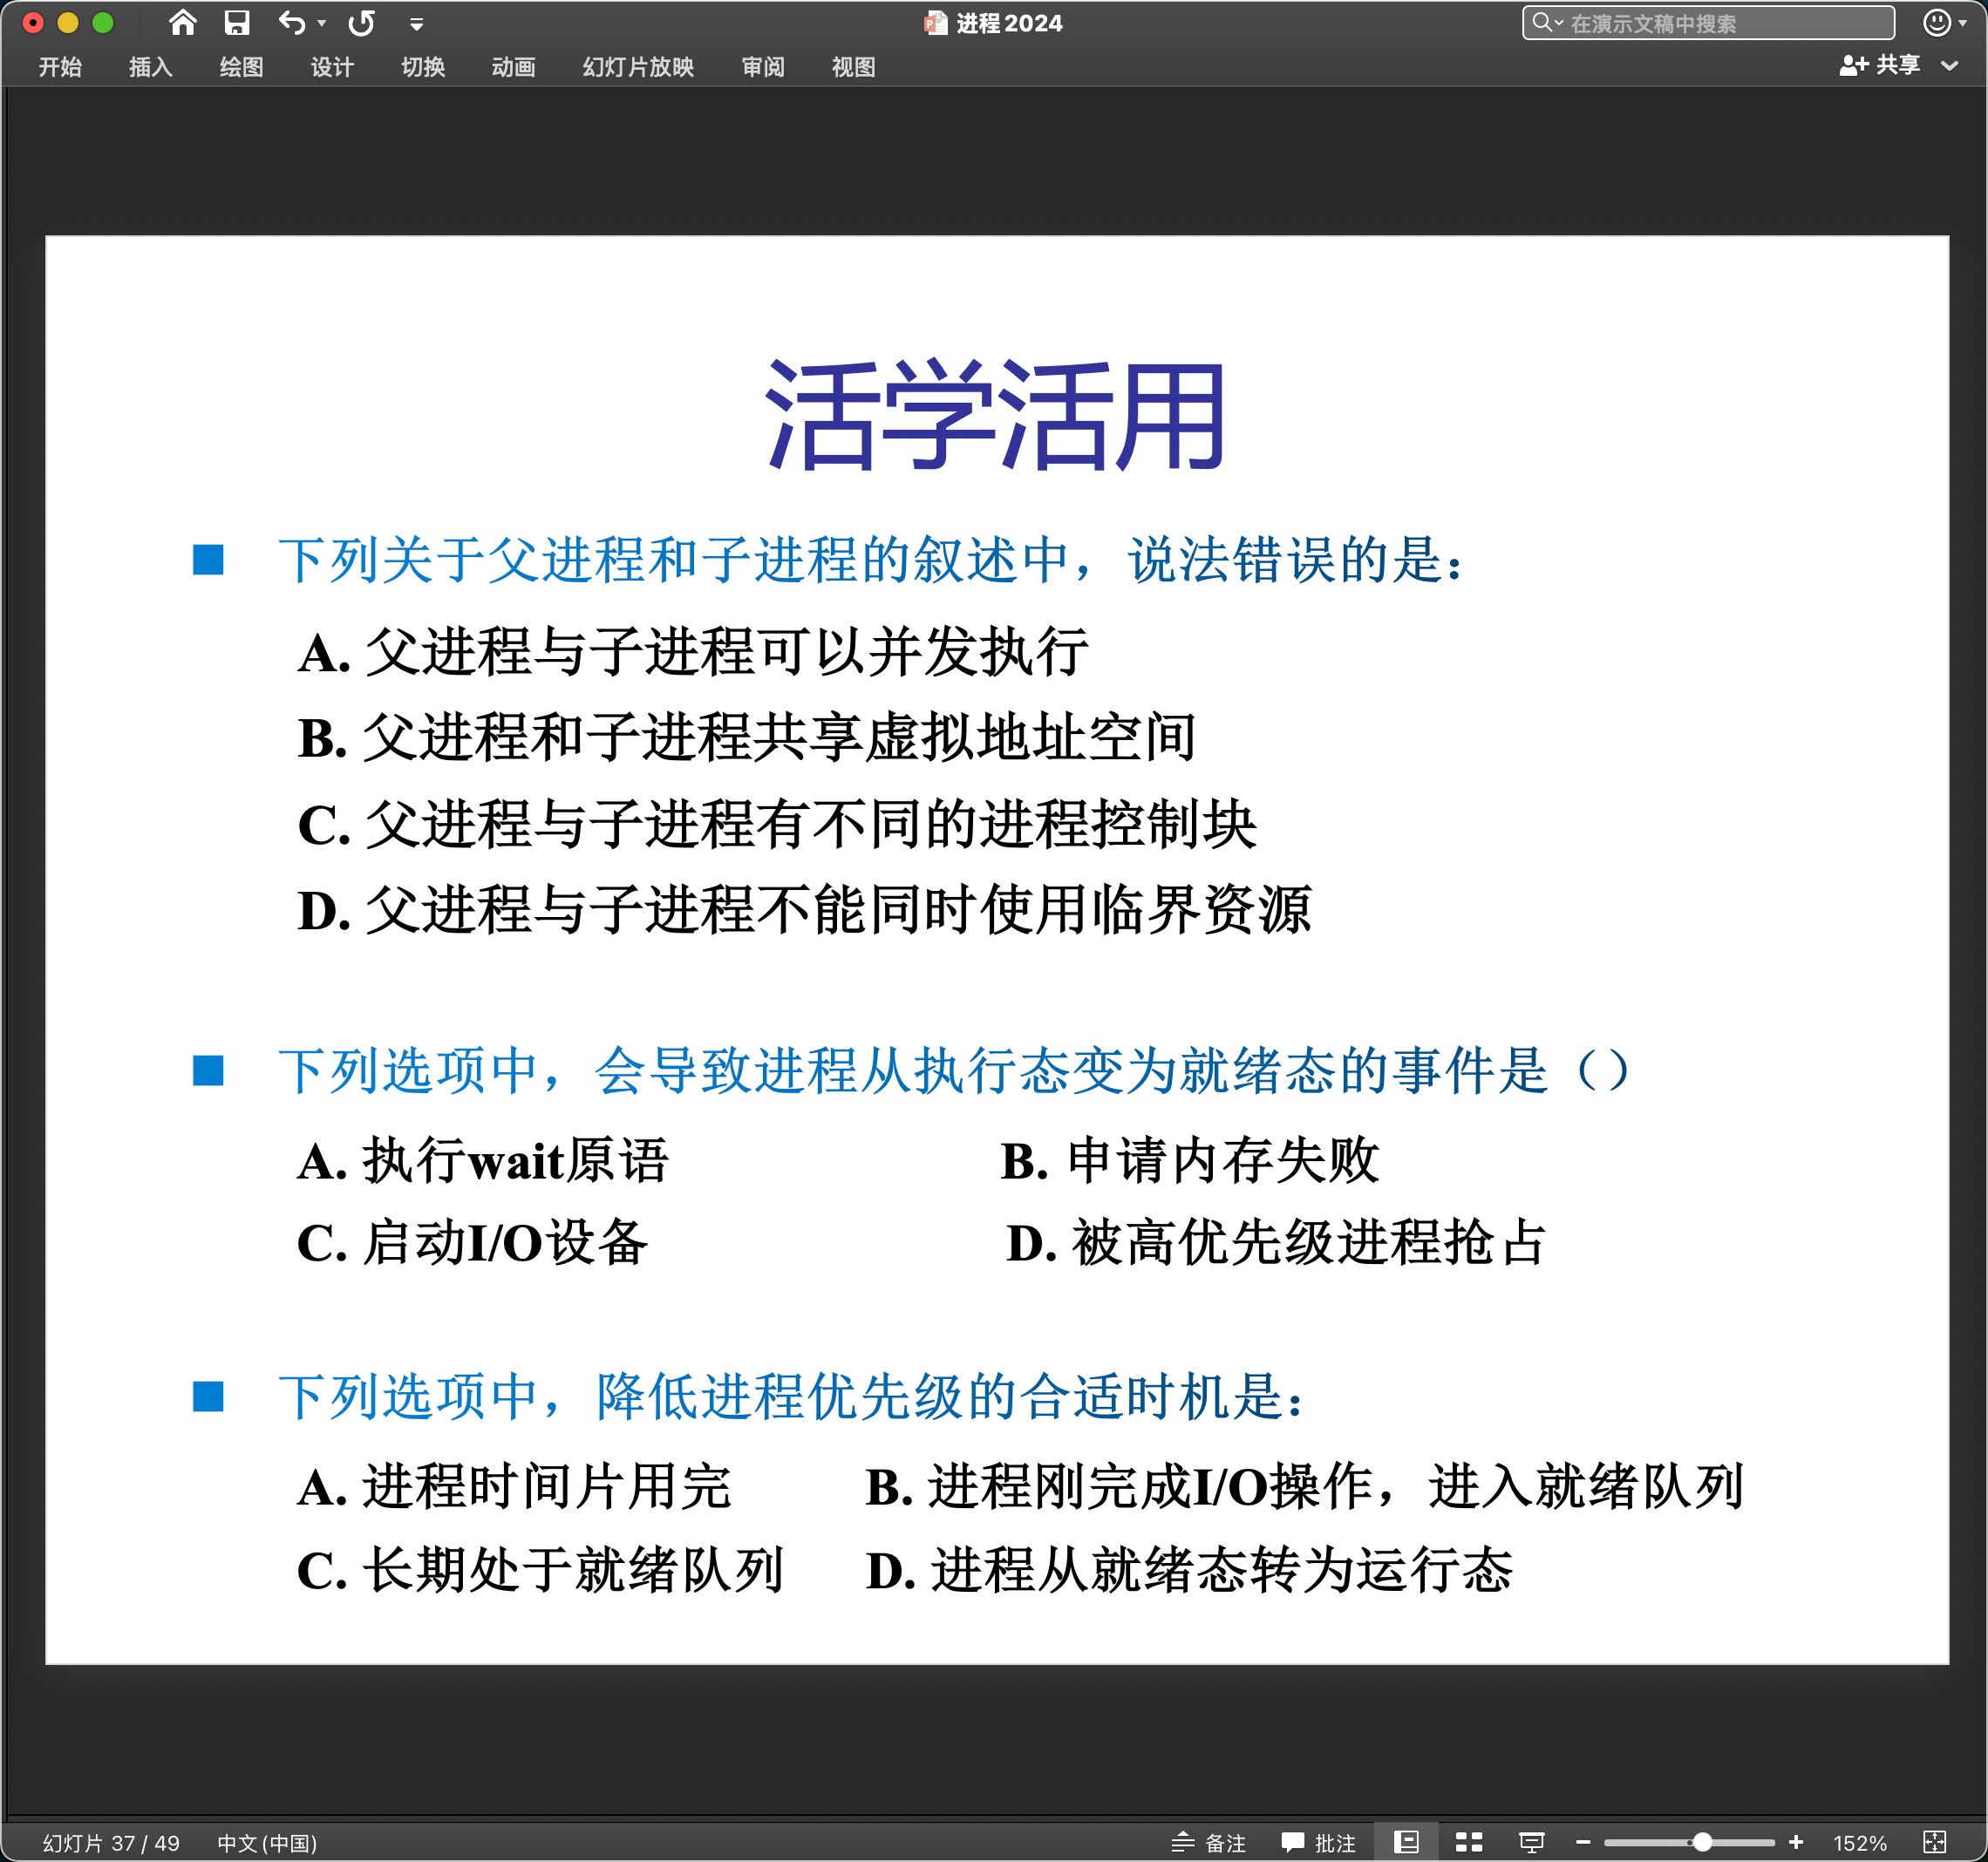 进程2024
在演示文稿中搜索
开始 插入 绘图 设计 切换 动画 幻灯片放映 审阅 视图 共享
活学活用
下列关于父进程和子进程的叙述中，说法错误的是：
A. 父进程与子进程可以并发执行
B. 父进程和子进程共享虚拟地址空间
C. 父进程与子进程有不同的进程控制块
D. 父进程与子进程不能同时使用临界资源
下列选项中，会导致进程从执行态变为就绪态的事件是（）
A. 执行wait原语 B. 申请内存失败
C. 启动I/O设备 D. 被高优先级进程抢占
下列选项中，降低进程优先级的合适时机是：
A. 进程时间片用完 B. 进程刚完成I/O操作，进入就绪队列
C. 长期处于就绪队列 D. 进程从就绪态转为运行态
幻灯片 37 / 49 中文(中国) 备注 批注 152%